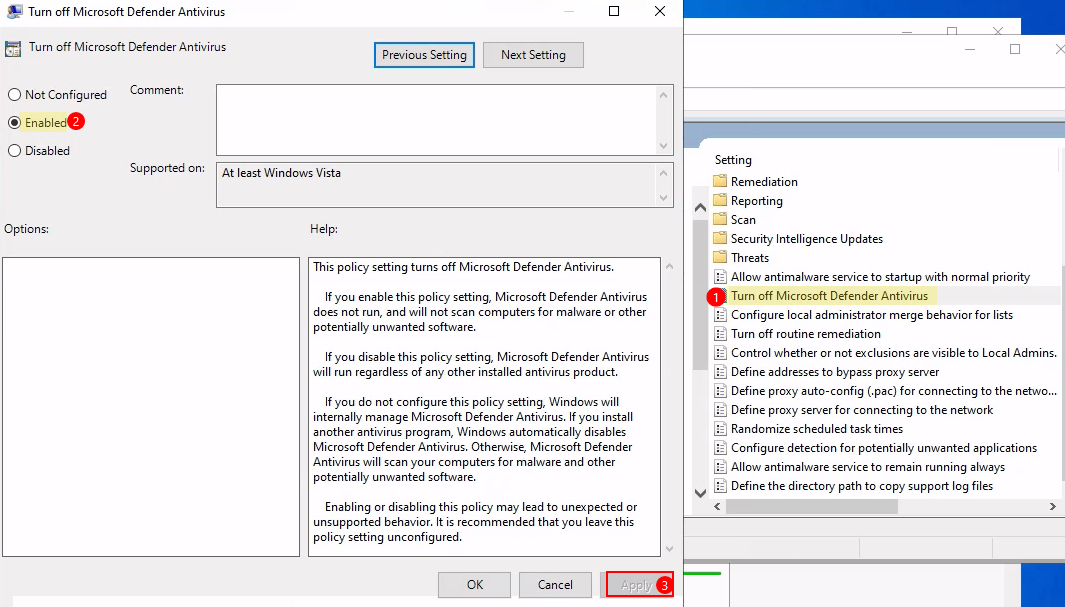 Turn off Microsoft Defender Antivirus
Turn off Microsoft Defender Antivirus
Previous Setting
Next Setting
Not Configured
Enabled 2
Disabled
Comment:
Supported on:
At least Windows Vista
Options:
Help:
This policy setting turns off Microsoft Defender Antivirus.
If you enable this policy setting, Microsoft Defender Antivirus
does not run, and will not scan computers for malware or other
potentially unwanted software.
If you disable this policy setting, Microsoft Defender Antivirus
will run regardless of any other installed antivirus product.
If you do not configure this policy setting, Windows will
internally manage Microsoft Defender Antivirus. If you install
another antivirus program, Windows automatically disables
Microsoft Defender Antivirus. Otherwise, Microsoft Defender
Antivirus will scan your computers for malware and other
potentially unwanted software.
Enabling or disabling this policy may lead to unexpected or
unsupported behavior. It is recommended that you leave this
policy setting unconfigured.
OK
Cancel
Apply 3
Setting
Remediation
Reporting
Scan
Security Intelligence Updates
Threats
Allow antimalware service to startup with normal priority
1 Turn off Microsoft Defender Antivirus
Configure local administrator merge behavior for lists
Turn off routine remediation
Control whether or not exclusions are visible to Local Admins.
Define addresses to bypass proxy server
Define proxy auto-config (.pac) for connecting to the netwo...
Define proxy server for connecting to the network
Randomize scheduled task times
Configure detection for potentially unwanted applications
Allow antimalware service to remain running always
Define the directory path to copy support log files